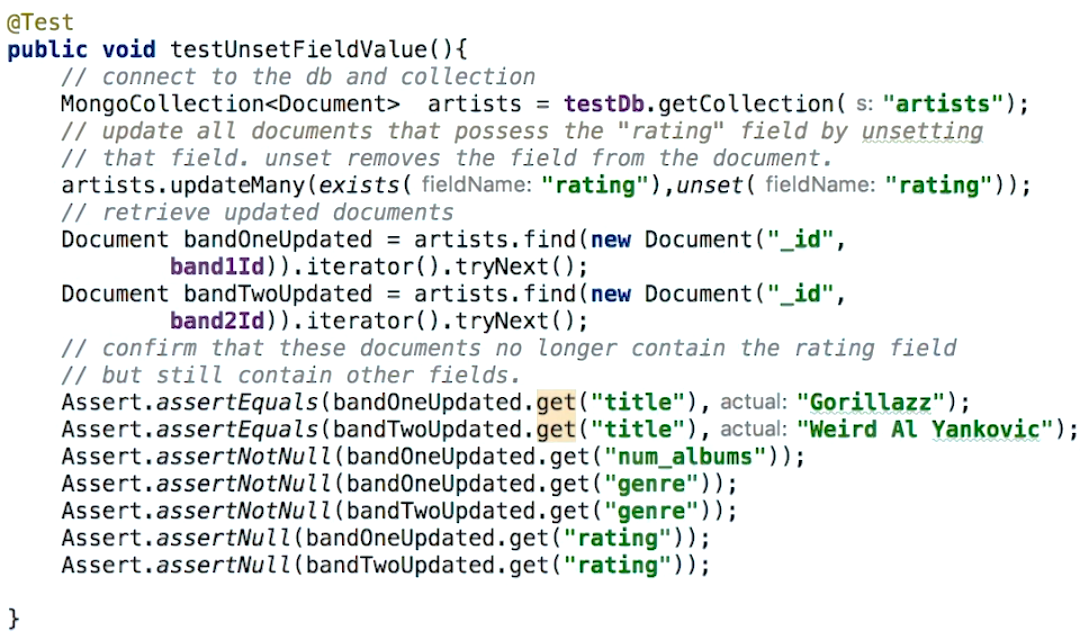 @Test
public void testUnsetFieldValue(){
    // connect to the db and collection
    MongoCollection<Document>  artists = testDb.getCollection( s: "artists");
    // update all documents that possess the "rating" field by unsetting
    // that field. unset removes the field from the document.
    artists.updateMany(exists( fieldName: "rating"),unset( fieldName: "rating"));
    // retrieve updated documents
    Document bandOneUpdated = artists.find(new Document("_id",
            band1Id)).iterator().tryNext();
    Document bandTwoUpdated = artists.find(new Document("_id",
            band2Id)).iterator().tryNext();
    // confirm that these documents no longer contain the rating field
    // but still contain other fields.
    Assert.assertEquals(bandOneUpdated.get("title"), actual: "Gorillazz");
    Assert.assertEquals(bandTwoUpdated.get("title"), actual: "Weird Al Yankovic");
    Assert.assertNotNull(bandOneUpdated.get("num_albums"));
    Assert.assertNotNull(bandOneUpdated.get("genre"));
    Assert.assertNotNull(bandTwoUpdated.get("genre"));
    Assert.assertNull(bandOneUpdated.get("rating"));
    Assert.assertNull(bandTwoUpdated.get("rating"));
}